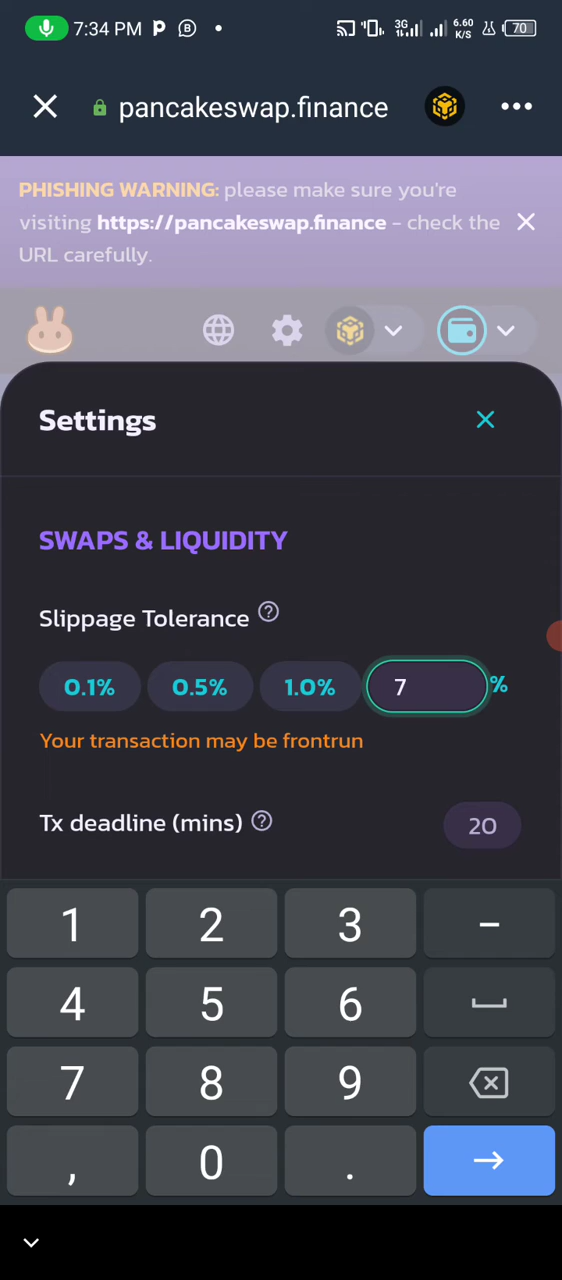 7:34 PM
3G
6.60
K/S
70
pancakeswap.finance
PHISHING WARNING: please make sure you're
visiting https://pancakeswap.finance - check the
URL carefully.
Settings
SWAPS & LIQUIDITY
Slippage Tolerance ?
0.1% 0.5% 1.0% 7 %
Your transaction may be frontrun
Tx deadline (mins) ? 20
1 2 3 −
4 5 6
7 8 9
, 0 .